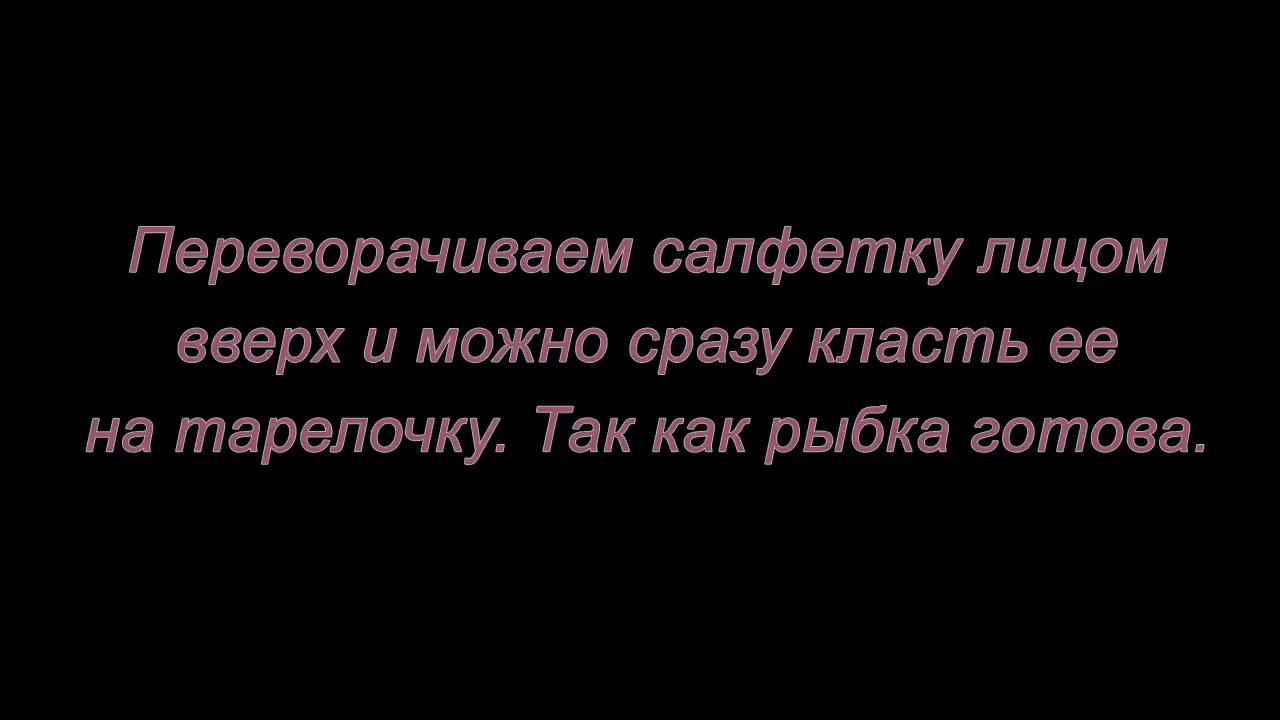 Переворачиваем салфетку лицом
вверх и можно сразу класть ее
на тарелочку. Так как рыбка готова.